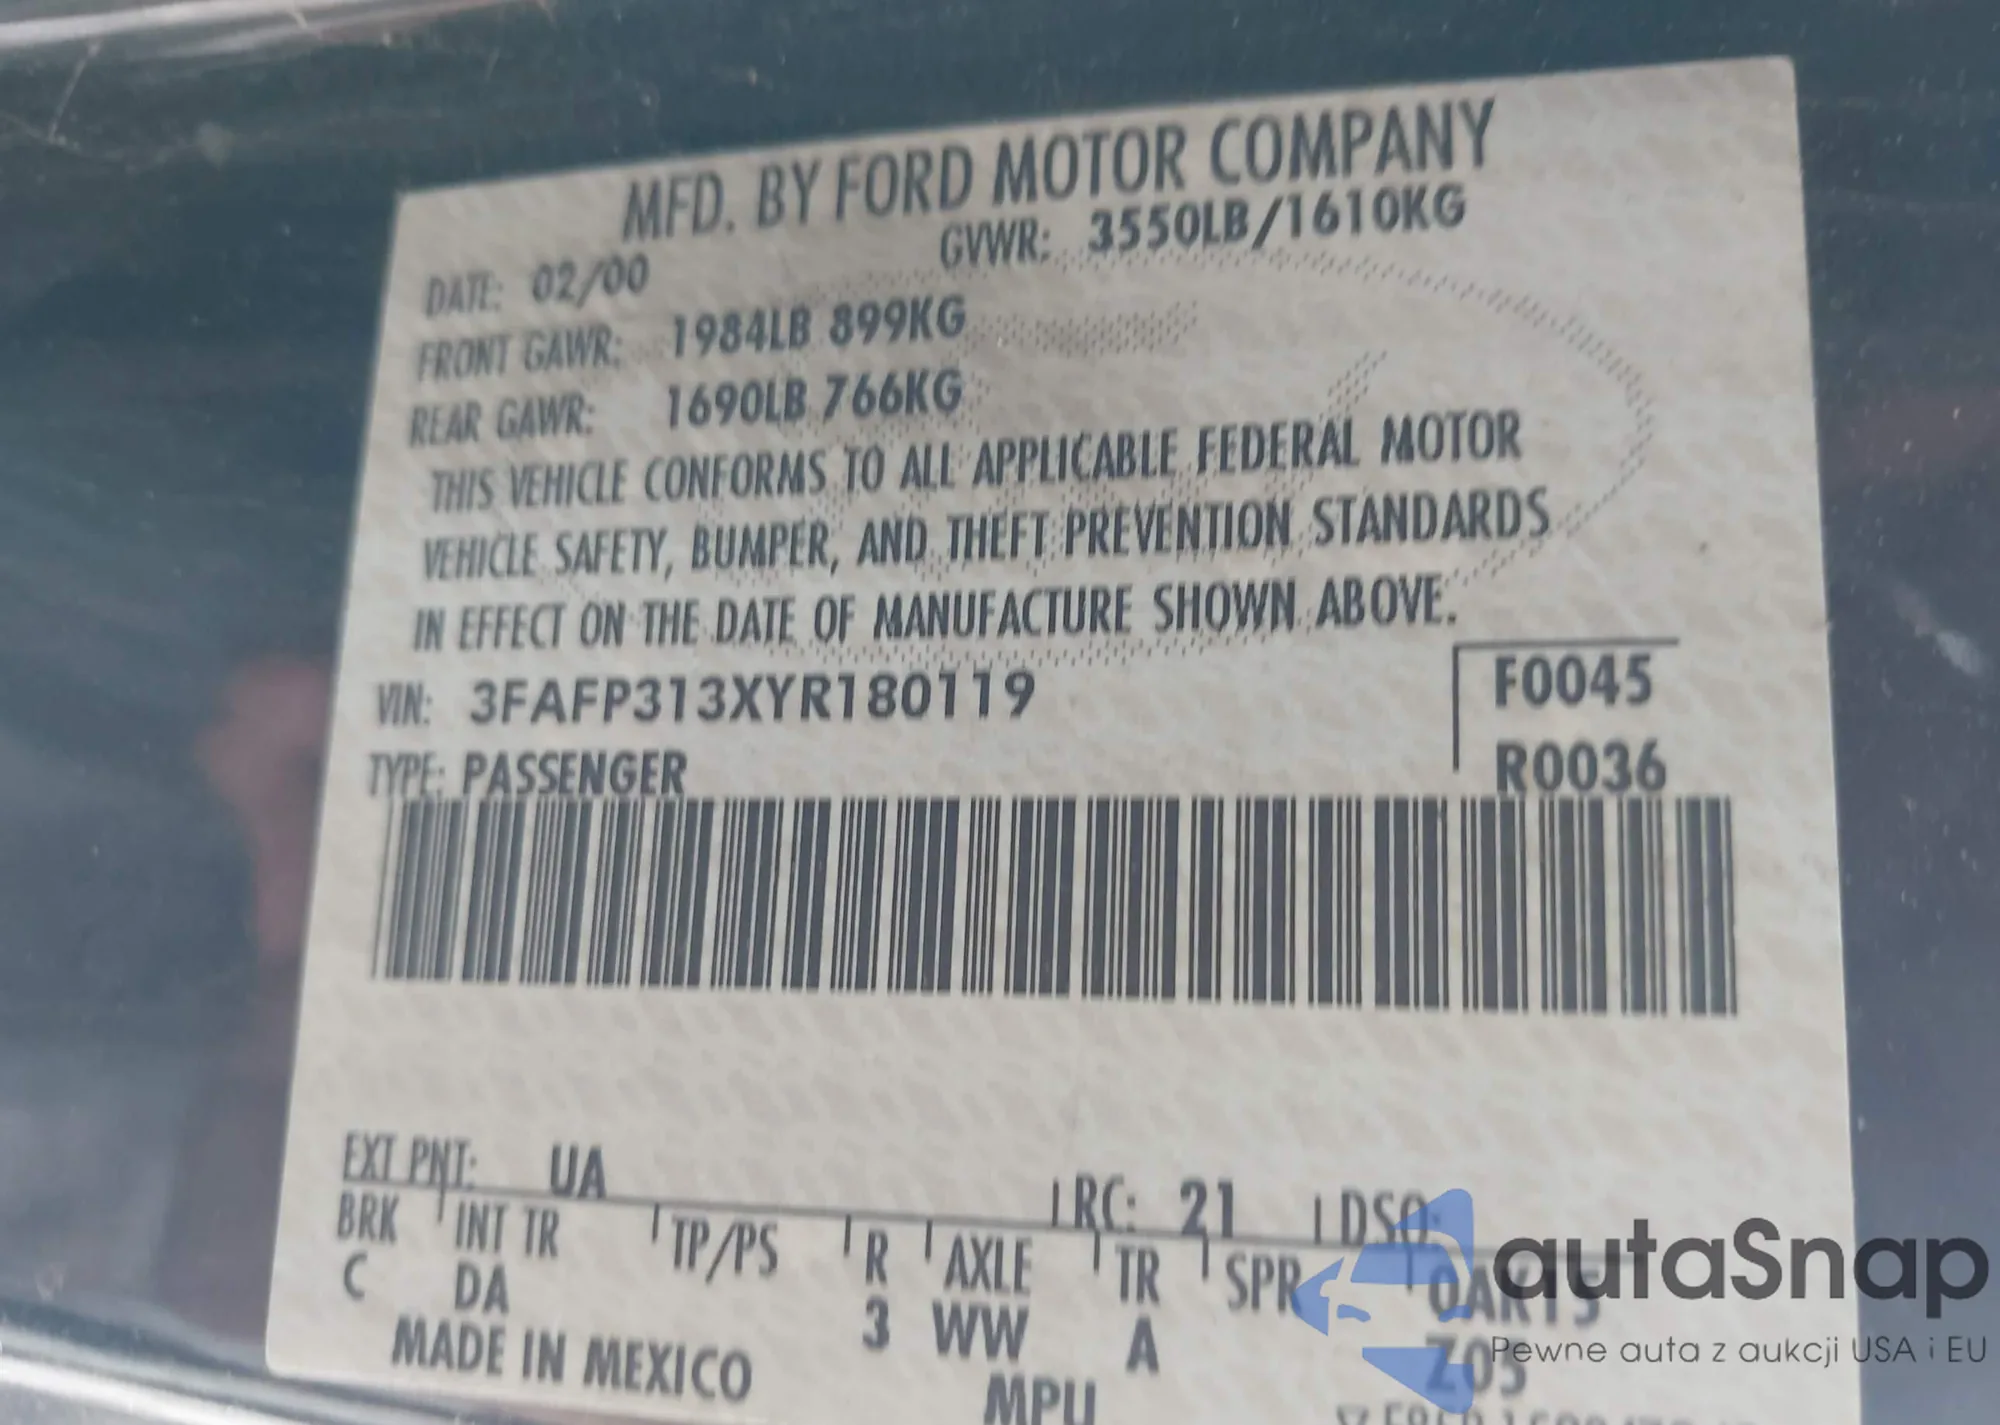 MFD. BY FORD MOTOR COMPANY
DATE: 02/00
GVWR: 3550LB/1610KG
FRONT GAWR: 1984LB 899KG
REAR GAWR: 1690LB 766KG
THIS VEHICLE CONFORMS TO ALL APPLICABLE FEDERAL MOTOR
VEHICLE SAFETY, BUMPER, AND THEFT PREVENTION STANDARDS
IN EFFECT ON THE DATE OF MANUFACTURE SHOWN ABOVE.
VIN: 3FAFP313XYR180119
F0045
TYPE: PASSENGER
R0036
EXT PNT: UA RC: 21 DSO:
BRK INT TR TP/PS R AXLE TR SPR
C DA 3 WW A Z05
MADE IN MEXICO
MPU
autaSnap
Pewne auta z aukcji USA i EU